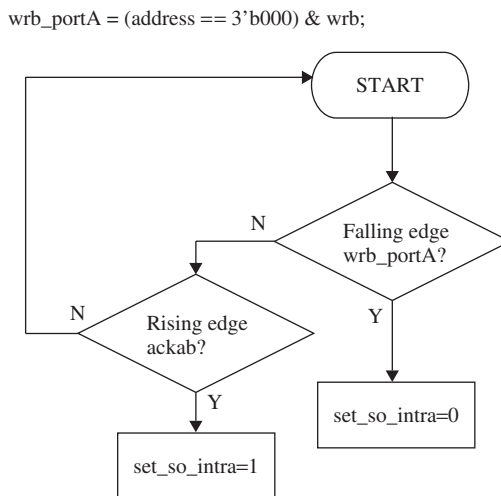 wrb_portA = (address == 3’b000) & wrb;
START
N
Falling edge
wrb_portA?
N
Rising edge
ackab?
Y
Y
set_so_intra=0
set_so_intra=1